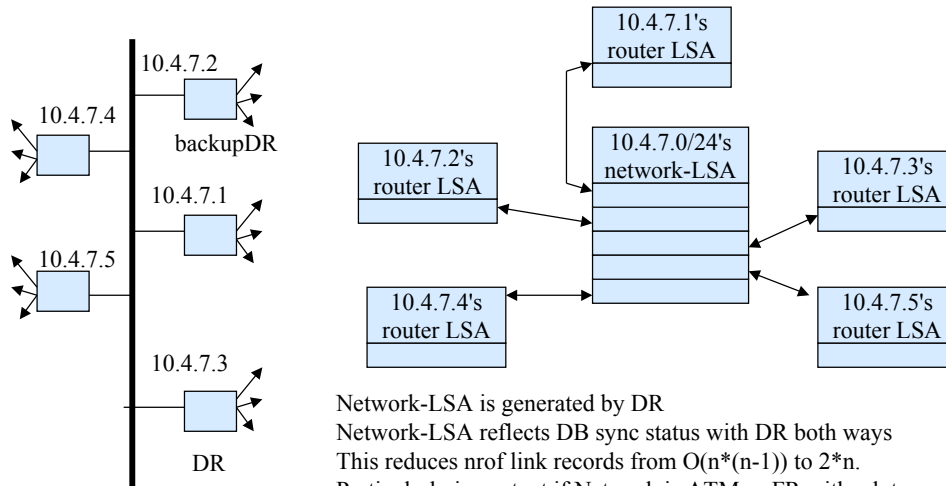 10.4.7.2
10.4.7.4
backupDR
10.4.7.1
10.4.7.5
10.4.7.3
DR
10.4.7.1's
router LSA
10.4.7.0/24's
network-LSA
10.4.7.2's
router LSA
10.4.7.3's
router LSA
10.4.7.4's
router LSA
10.4.7.5's
router LSA
Network-LSA is generated by DR
Network-LSA reflects DB sync status with DR both ways
This reduces nrof link records from O(n*(n-1)) to 2*n.